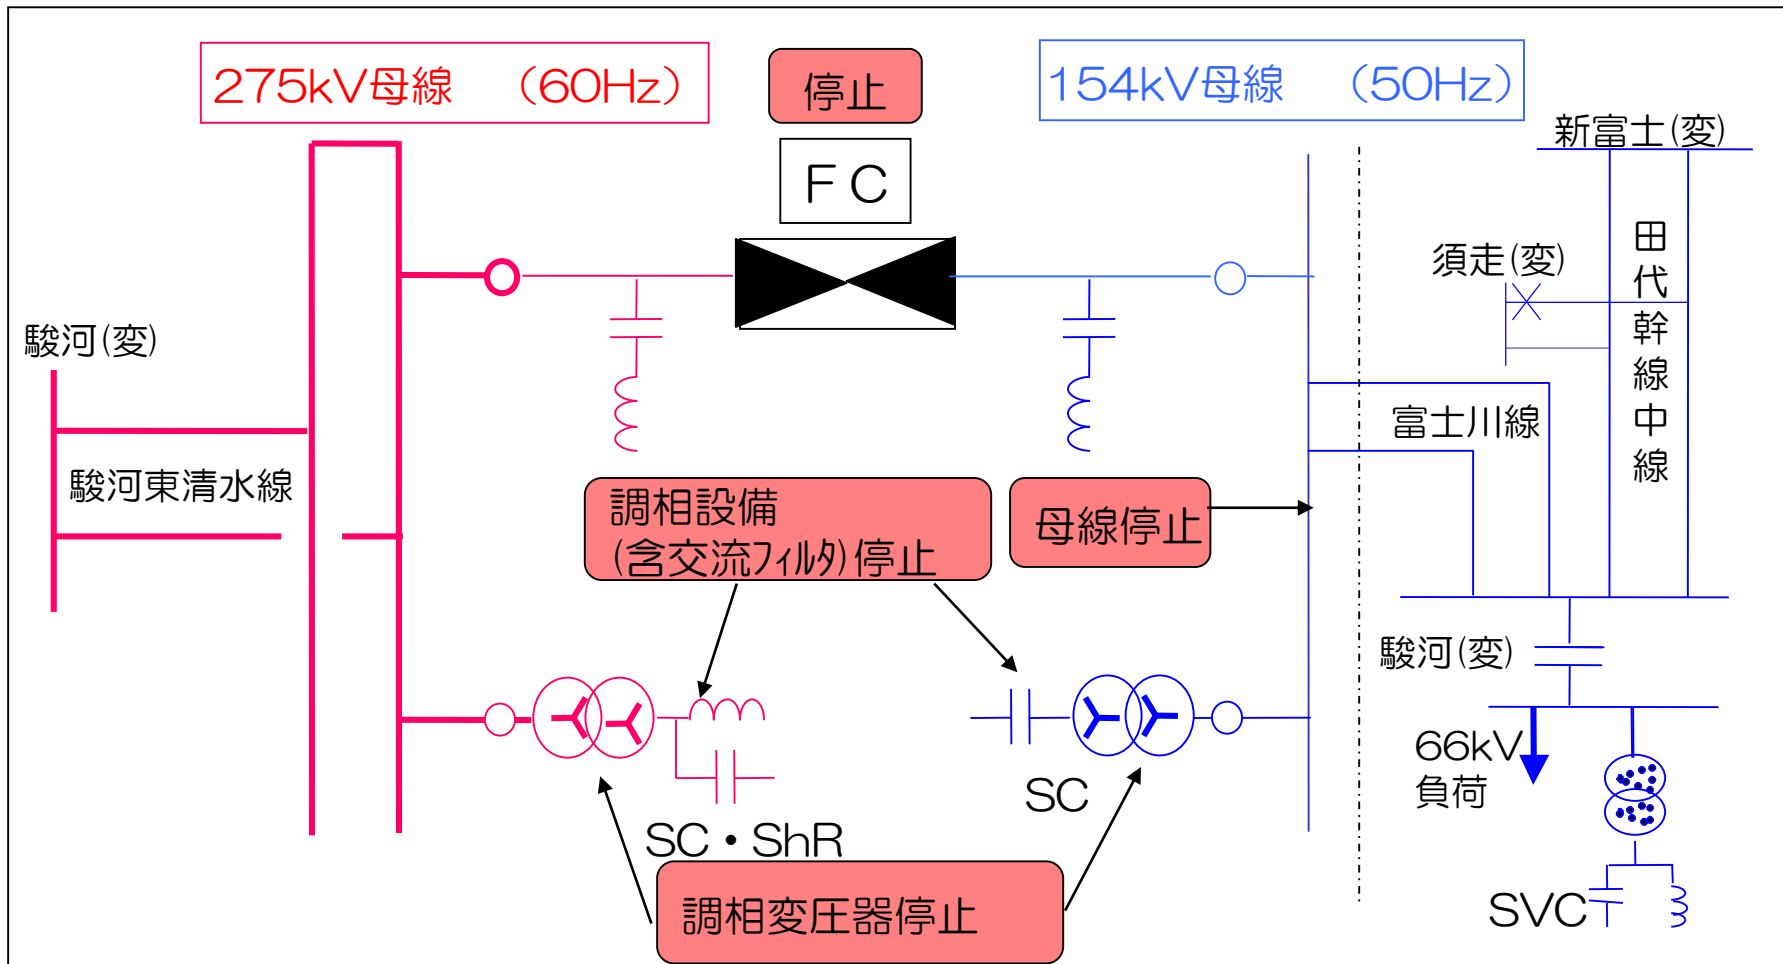 275kV母線 (60Hz)
停止
154kV母線 (50Hz)
FC
新富士(変)
須走(変)
田代幹線中線
駿河(変)
富士川線
駿河東清水線
調相設備
(含交流フィルタ)停止
母線停止
駿河(変)
66kV
負荷
SC
SC・ShR
調相変圧器停止
SVC